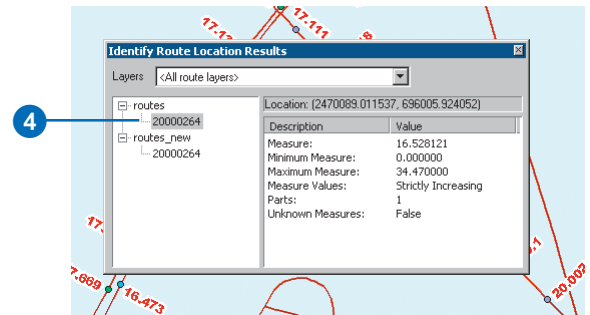 17.13
17.111
Identify Route Location Results
Layers <All route layers>
routes
20000264
routes_new
20000264
Location: (2470089.011537, 696005.924052)
Description Value
Measure: 16.528121
Minimum Measure: 0.000000
Maximum Measure: 34.470000
Measure Values: Strictly Increasing
Parts: 1
Unknown Measures: False
4
16.473
20.002